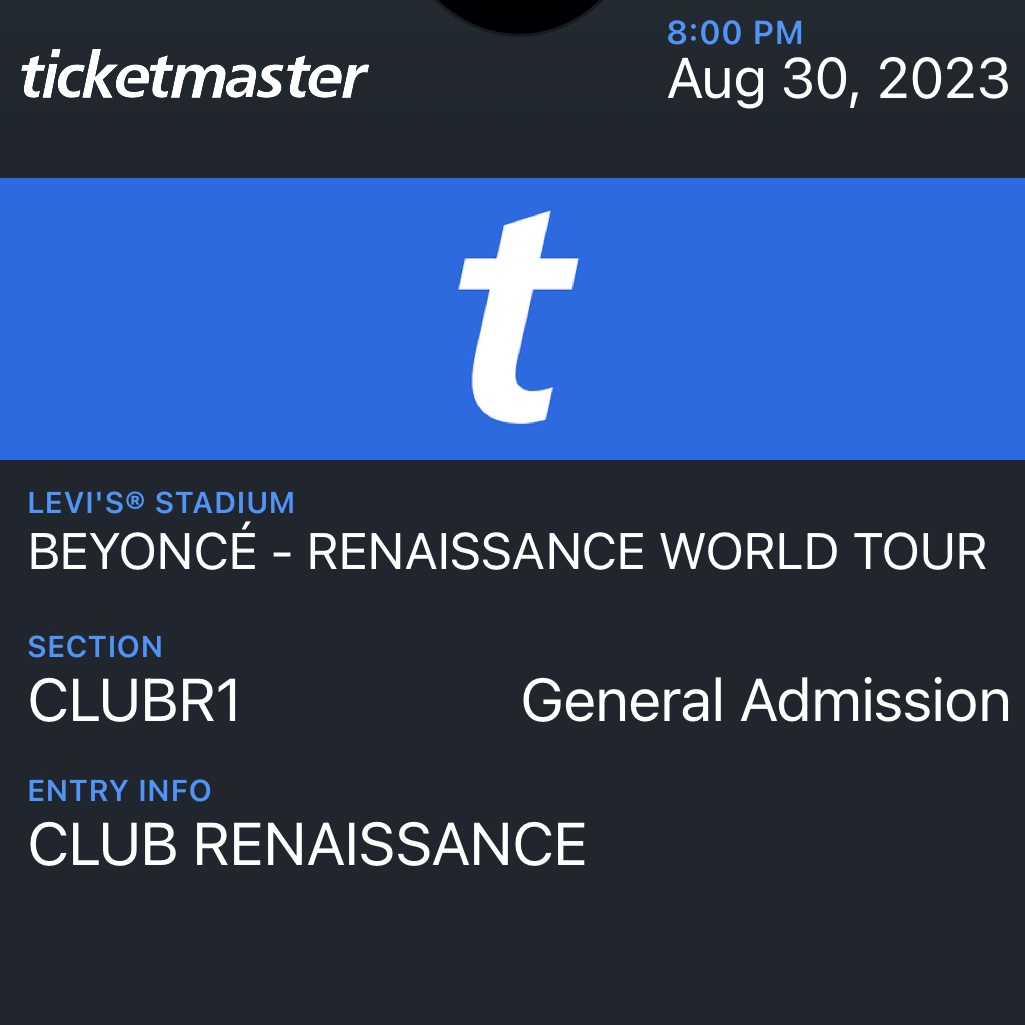 ticketmaster
8:00 PM
Aug 30, 2023
t
LEVI'S® STADIUM
BEYONCÉ - RENAISSANCE WORLD TOUR
SECTION
CLUBR1 General Admission
ENTRY INFO
CLUB RENAISSANCE